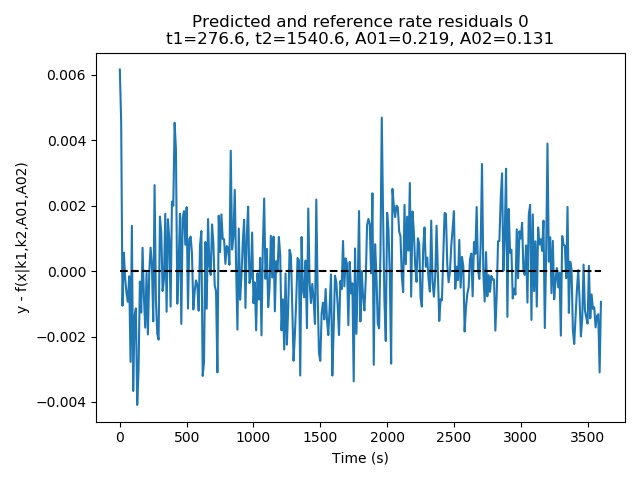 Predicted and reference rate residuals 0
t1=276.6, t2=1540.6, A01=0.219, A02=0.131
y - f(x|k1,k2,A01,A02)
0.006
0.004
0.002
0.000
−0.002
−0.004
0 500 1000 1500 2000 2500 3000 3500
Time (s)